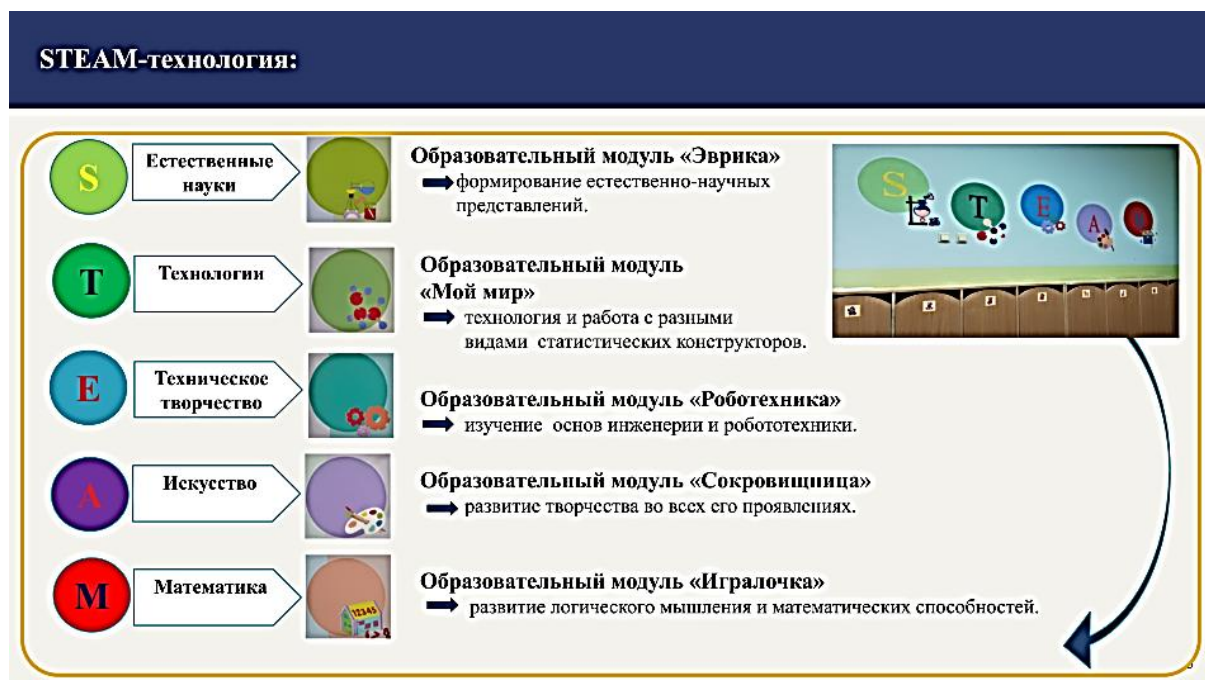 STEAM-технология:
S
Естественные
науки
Образовательный модуль «Эврика»
формирование естественно-научных
представлений.
S
T
E
A
T
Технологии
Образовательный модуль
«Мой мир»
технология и работа с разными
видами статистических конструкторов.
E
Техническое
творчество
Образовательный модуль «Роботехника»
изучение основ инженерии и робототехники.
A
Искусство
Образовательный модуль «Сокровищница»
развитие творчества во всех его проявлениях.
M
Математика
12345
Образовательный модуль «Игралочка»
развитие логического мышления и математических способностей.